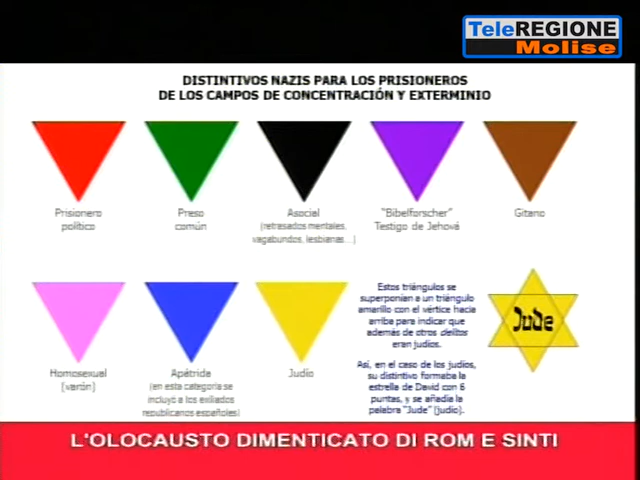 TeleREGIONE
Molise
DISTINTIVOS NAZIS PARA LOS PRISIONEROS
DE LOS CAMPOS DE CONCENTRACIÓN Y EXTERMINIO
Prisionero
político
Preso
común
Asocial
(retrasados mentales,
vagabundos, lesbianas...)
"Bibelforscher"
Testigo de Jehová
Gitano
Homosexual
(varón)
Apátrida
(en esta categoría se
incluyó a los exiliados
republicanos españoles)
Judío
Estos triángulos se
superponían a un triángulo
amarillo con el vértice hacia
arriba para indicar que
además de otros delitos
eran judíos.
Así, en el caso de los judíos,
su distintivo formaba la
estrella de David con 6
puntas, y se añadía la
palabra "Jude" (judío).
Jude
L'OLOCAUSTO DIMENTICATO DI ROM E SINTI